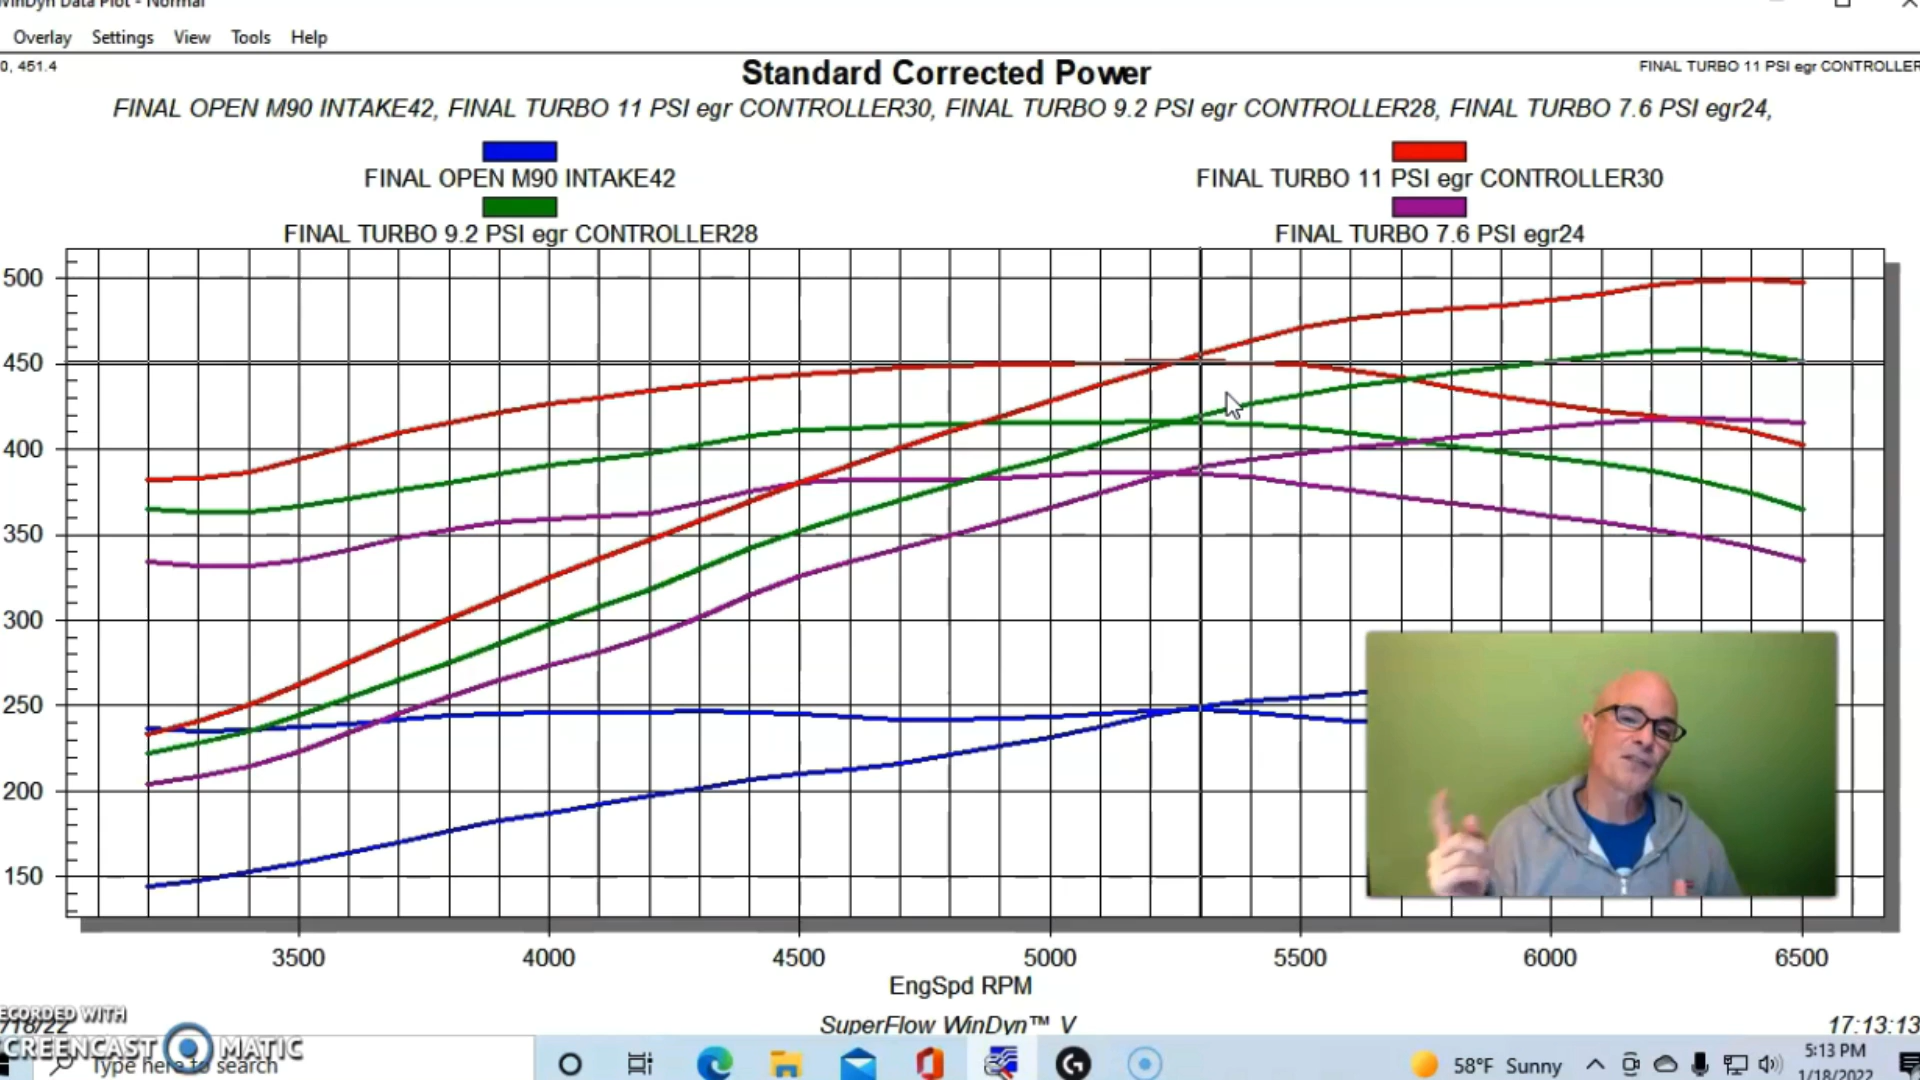 WinDyn Data Plot - Normal
Overlay Settings View Tools Help
0, 451.4
Standard Corrected Power
FINAL TURBO 11 PSI egr CONTROLLER
FINAL OPEN M90 INTAKE42, FINAL TURBO 11 PSI egr CONTROLLER30, FINAL TURBO 9.2 PSI egr CONTROLLER28, FINAL TURBO 7.6 PSI egr24,
FINAL OPEN M90 INTAKE42
FINAL TURBO 11 PSI egr CONTROLLER30
FINAL TURBO 9.2 PSI egr CONTROLLER28
FINAL TURBO 7.6 PSI egr24
500
450
400
350
300
250
200
150
3500 4000 4500 5000 5500 6000 6500
EngSpd RPM
SuperFlow WinDyn™ V
17:13:13
RECORDED WITH
/18/22
SCREENCAST MATIC
Type here to search
58°F Sunny
5:13 PM
1/18/2022